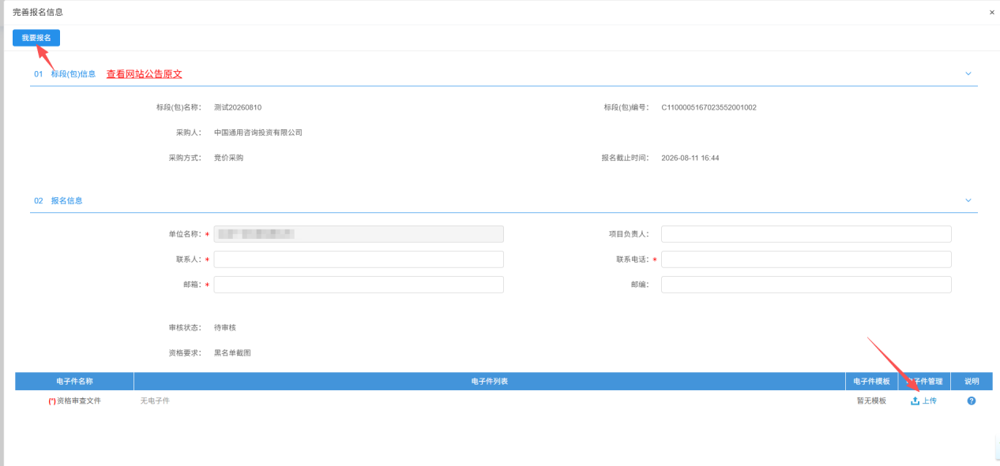 完善报名信息 ×
我要报名
01 标段(包)信息 查看网站公告原文
标段(包)名称: 测试20260810 标段(包)编号: C1100005167023552001002
采购人: 中国通用咨询投资有限公司
采购方式: 竞价采购 报名截止时间: 2026-08-11 16:44
02 报名信息
单位名称:* 项目负责人:
联系人:* 联系电话:*
邮箱:* 邮编:
审核状态: 待审核
资格要求: 黑名单截图
电子件名称 电子件列表 电子件模板 电子件管理 说明
(*)资格审查文件 无电子件 暂无模板 上传 ?